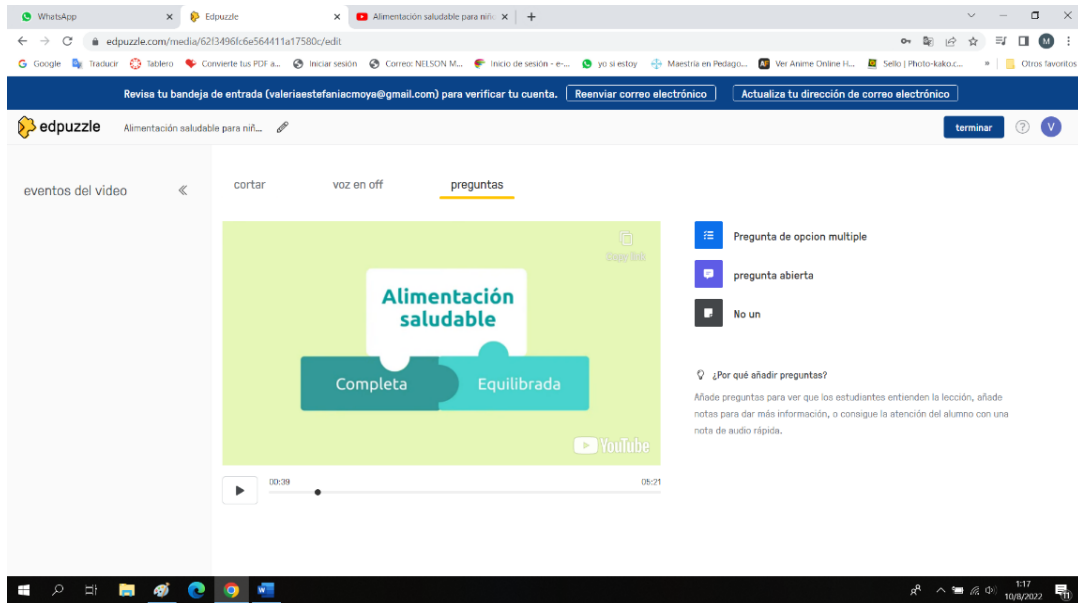 WhatsApp
Edpuzzle
Alimentación saludable para niño
edpuzzle.com/media/62f3496fc6e564411a17580c/edit
Google
Traducir
Tablero
Convierte tus PDF a...
Iniciar sesión
Correo: NELSON M...
Inicio de sesión - e-...
yo si estoy
Maestría en Pedago...
Ver Anime Online H...
Sello | Photo-kako.c...
»
Otros favoritos
Revisa tu bandeja de entrada (valeriaestefaniacmoya@gmail.com) para verificar tu cuenta.
Reenviar correo electrónico
Actualiza tu dirección de correo electrónico
edpuzzle
Alimentación saludable para niñ...
terminar
V
eventos del video
cortar
voz en off
preguntas
Copy link
Alimentación
saludable
Completa
Equilibrada
YouTube
00:39
05:21
Pregunta de opcion multiple
pregunta abierta
No un
¿Por qué añadir preguntas?
Añade preguntas para ver que los estudiantes entienden la lección, añade
notas para dar más información, o consigue la atención del alumno con una
nota de audio rápida.
1:17
10/8/2022